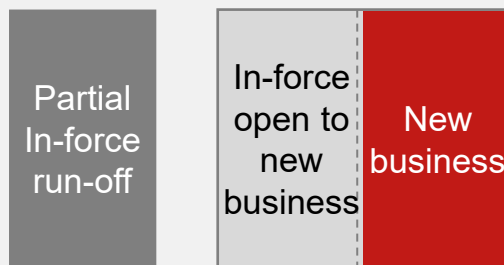 Partial
In-force
run-off
In-force
open to
new
business
New
business